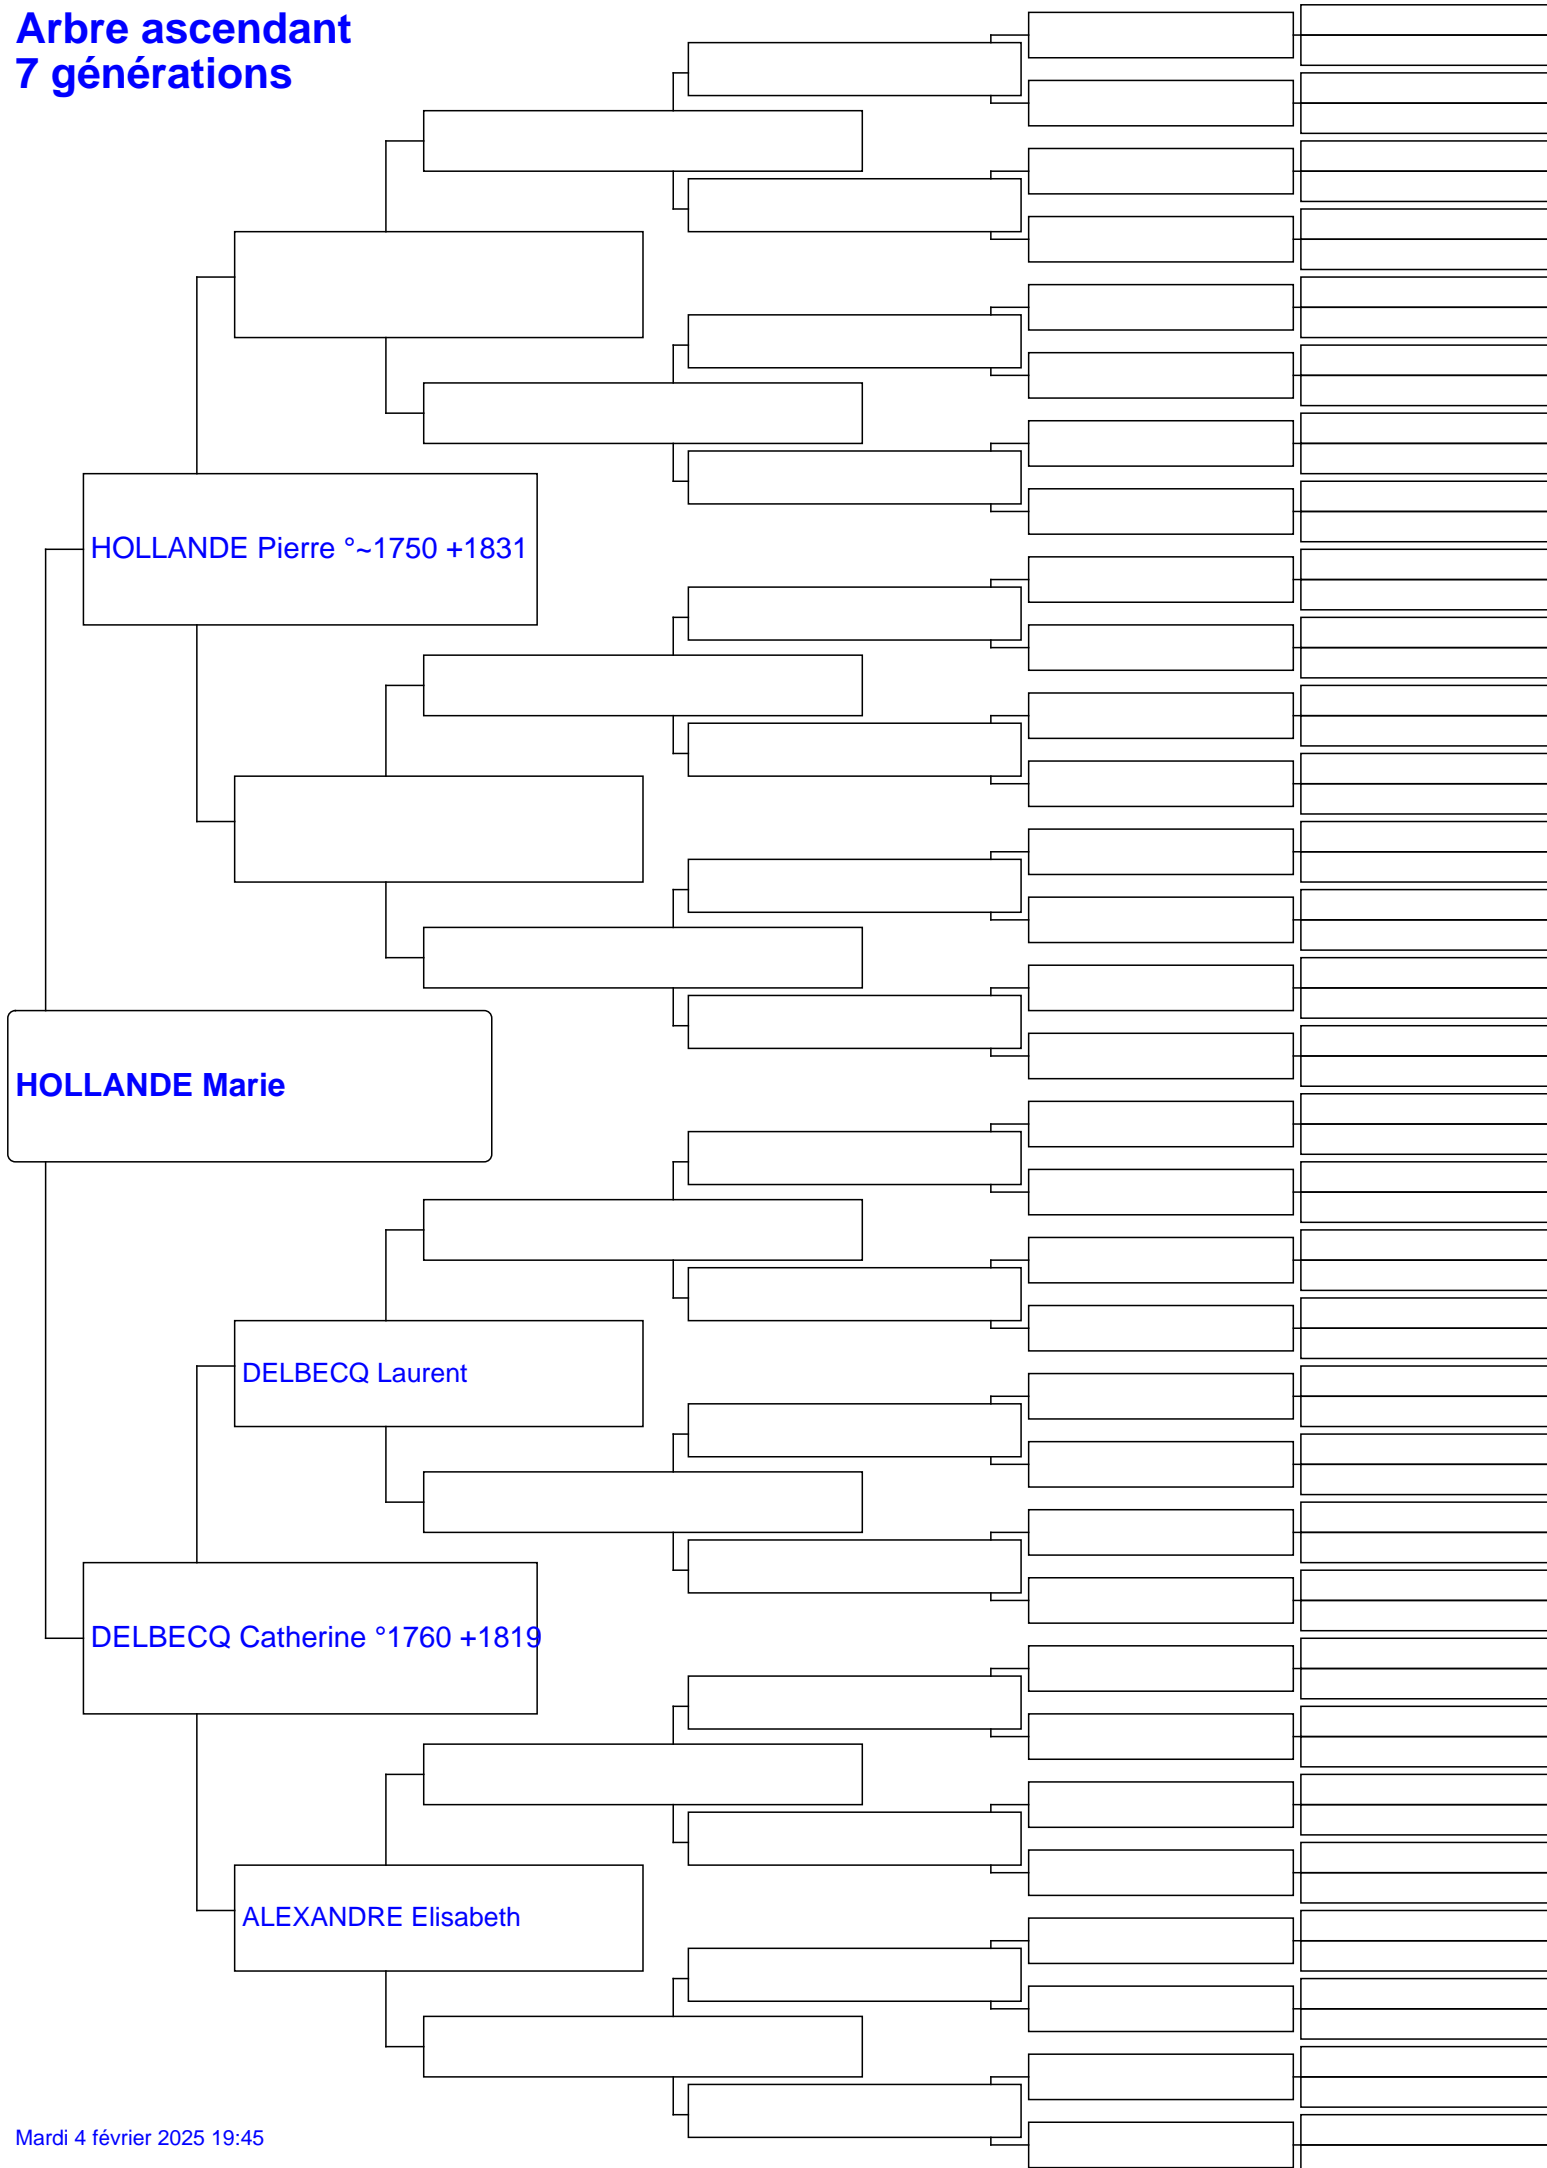 Arbre ascendant
7 générations
HOLLANDE Pierre °~1750 +1831
HOLLANDE Marie
DELBECQ Laurent
DELBECQ Catherine °1760 +1819
ALEXANDRE Elisabeth
Mardi 4 février 2025 19:45